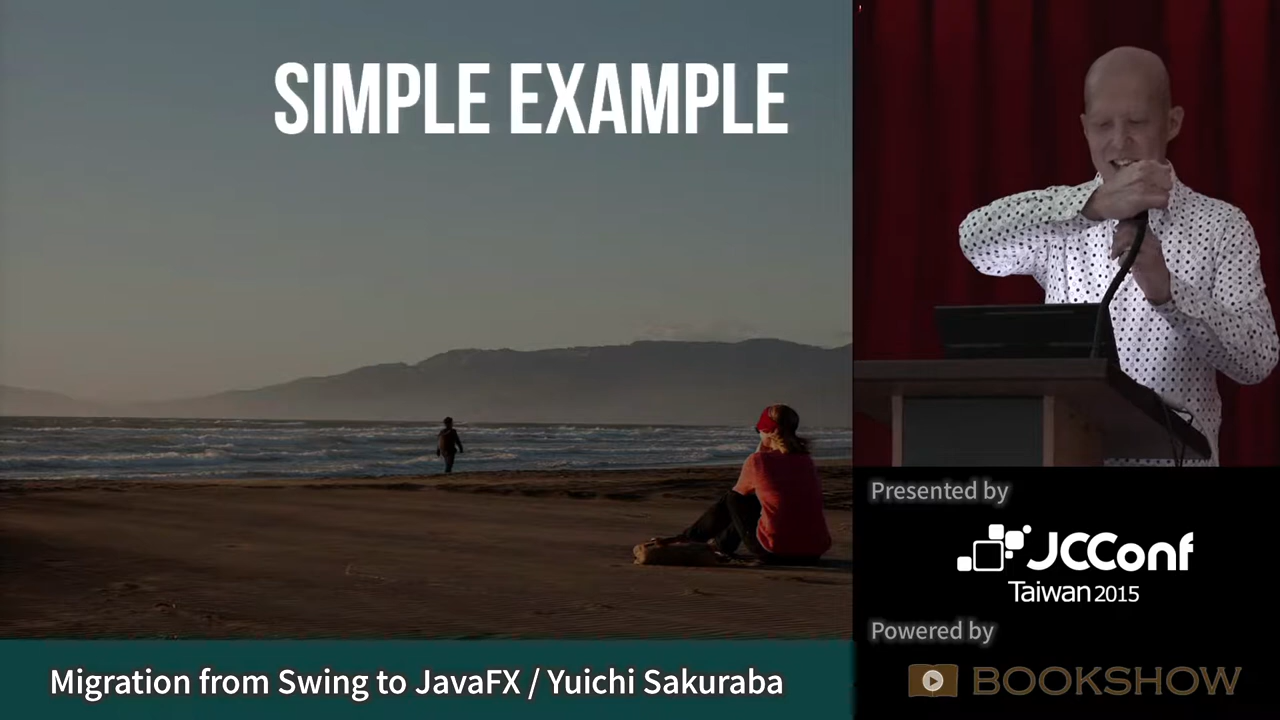 SIMPLE EXAMPLE
Presented by
JCConf
Taiwan 2015
Powered by
BOOKSHOW
Migration from Swing to JavaFX / Yuichi Sakuraba